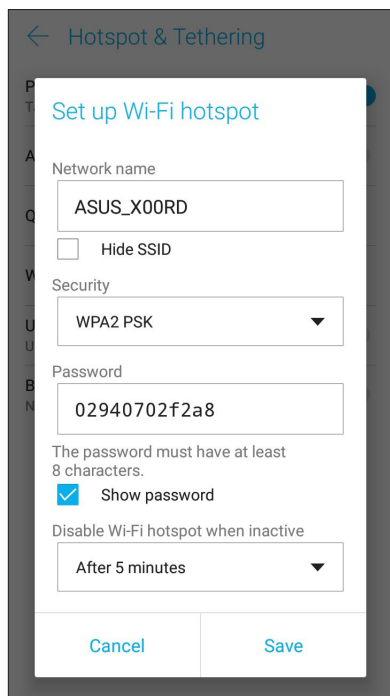 Hotspot & Tethering
Set up Wi-Fi hotspot
Network name
ASUS_X00RD
Hide SSID
Security
WPA2 PSK
Password
02940702f2a8
The password must have at least
8 characters.
Show password
Disable Wi-Fi hotspot when inactive
After 5 minutes
Cancel
Save